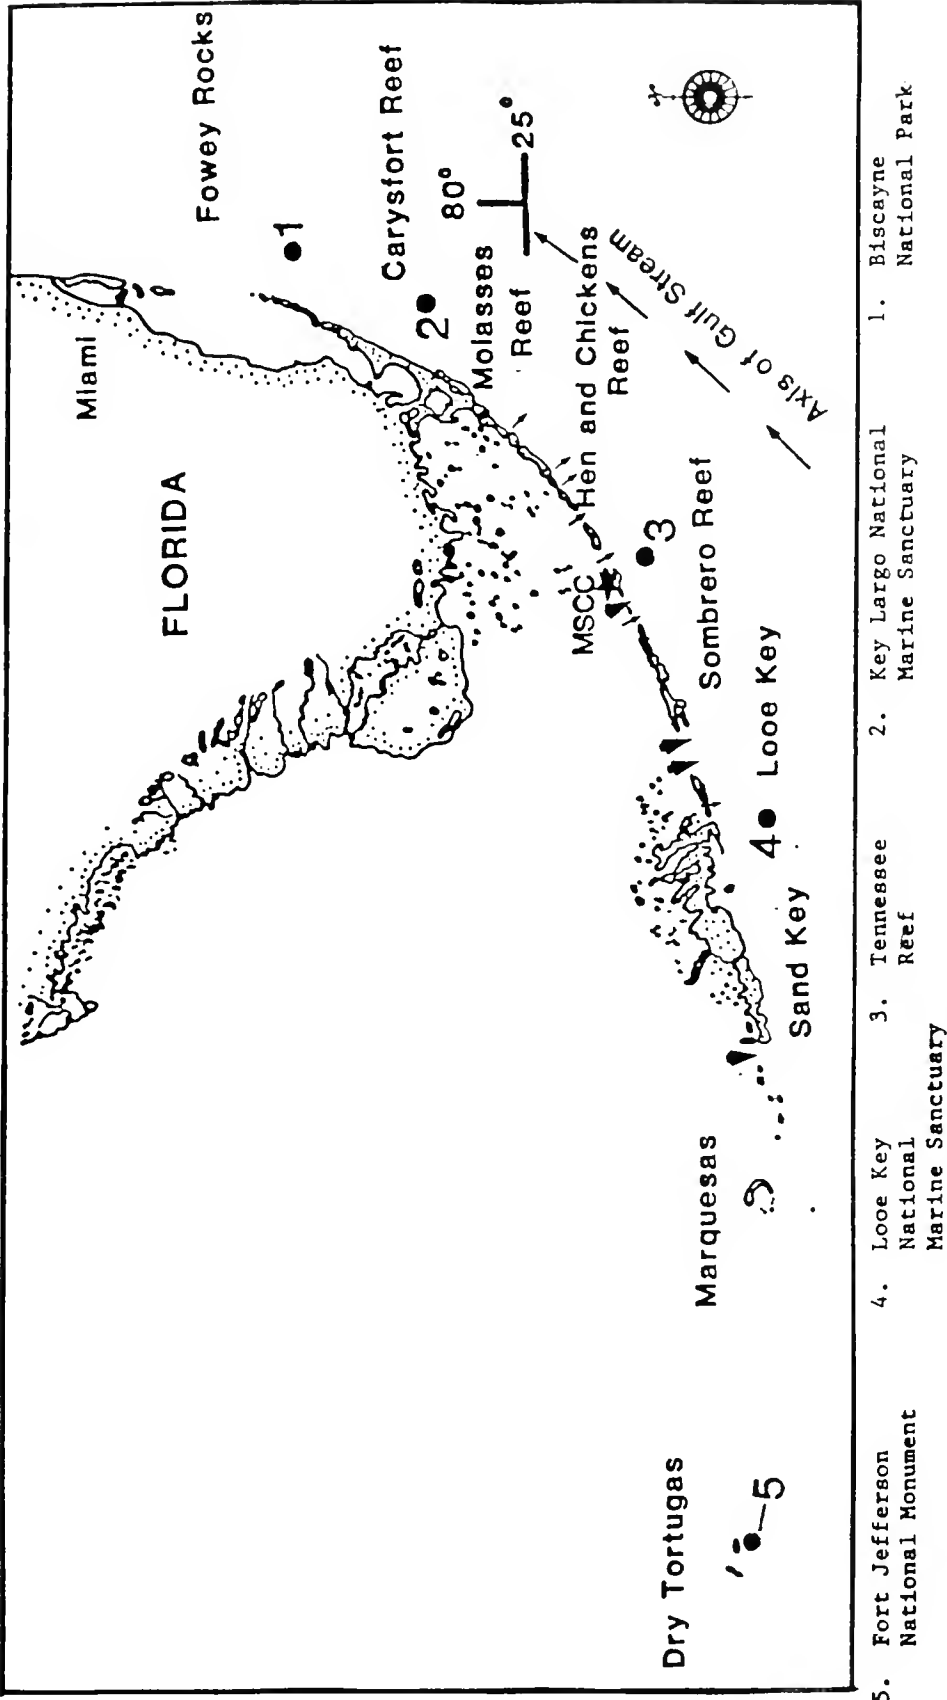 Fowey Rocks
Miami
1
FLORIDA
Carysfort Reef
2
80°
25°
Molasses
Reef
Hen and Chickens
Reef
Axis of Gulf Stream
MSCC
3
Sombrero Reef
4
Looe Key
Sand Key
Marquesas
Dry Tortugas
5
N
1. Biscayne
National Park
2. Key Largo National
Marine Sanctuary
3. Tennessee
Reef
4. Looe Key
National
Marine Sanctuary
5. Fort Jefferson
National Monument